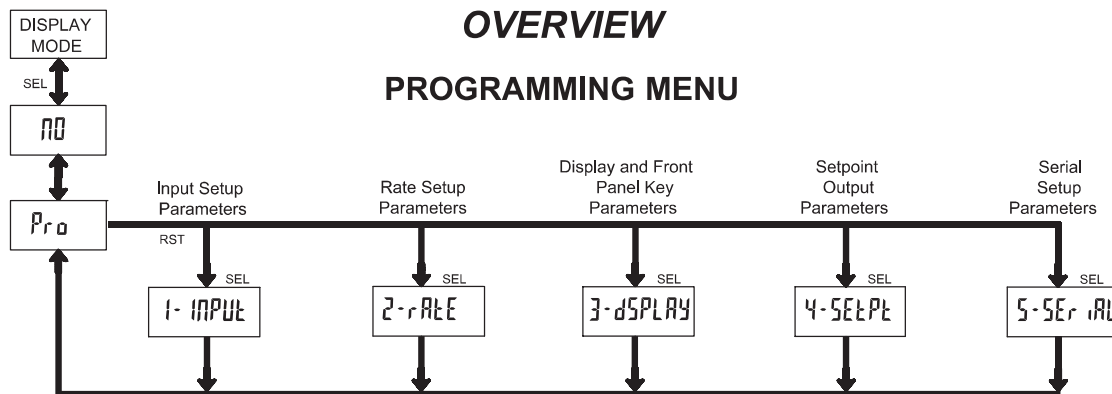 OVERVIEW
PROGRAMMING MENU
DISPLAY
MODE
SEL
NO
Pro
RST
Input Setup
Parameters
SEL
1-INPUt
Rate Setup
Parameters
SEL
2-rAtE
Display and Front
Panel Key
Parameters
SEL
3-dSPLAY
Setpoint
Output
Parameters
SEL
4-SEtPt
Serial
Setup
Parameters
SEL
5-SEriAL